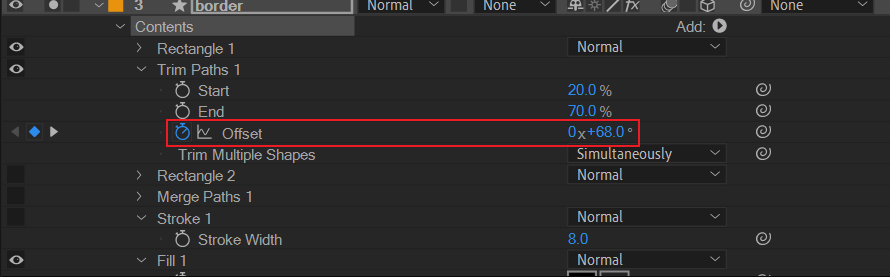 3 border Normal None None
Contents Add:
Rectangle 1 Normal
Trim Paths 1
Start 20.0 %
End 70.0 %
Offset 0x+68.0°
Trim Multiple Shapes Simultaneously
Rectangle 2 Normal
Merge Paths 1
Stroke 1 Normal
Stroke Width 8.0
Fill 1 Normal